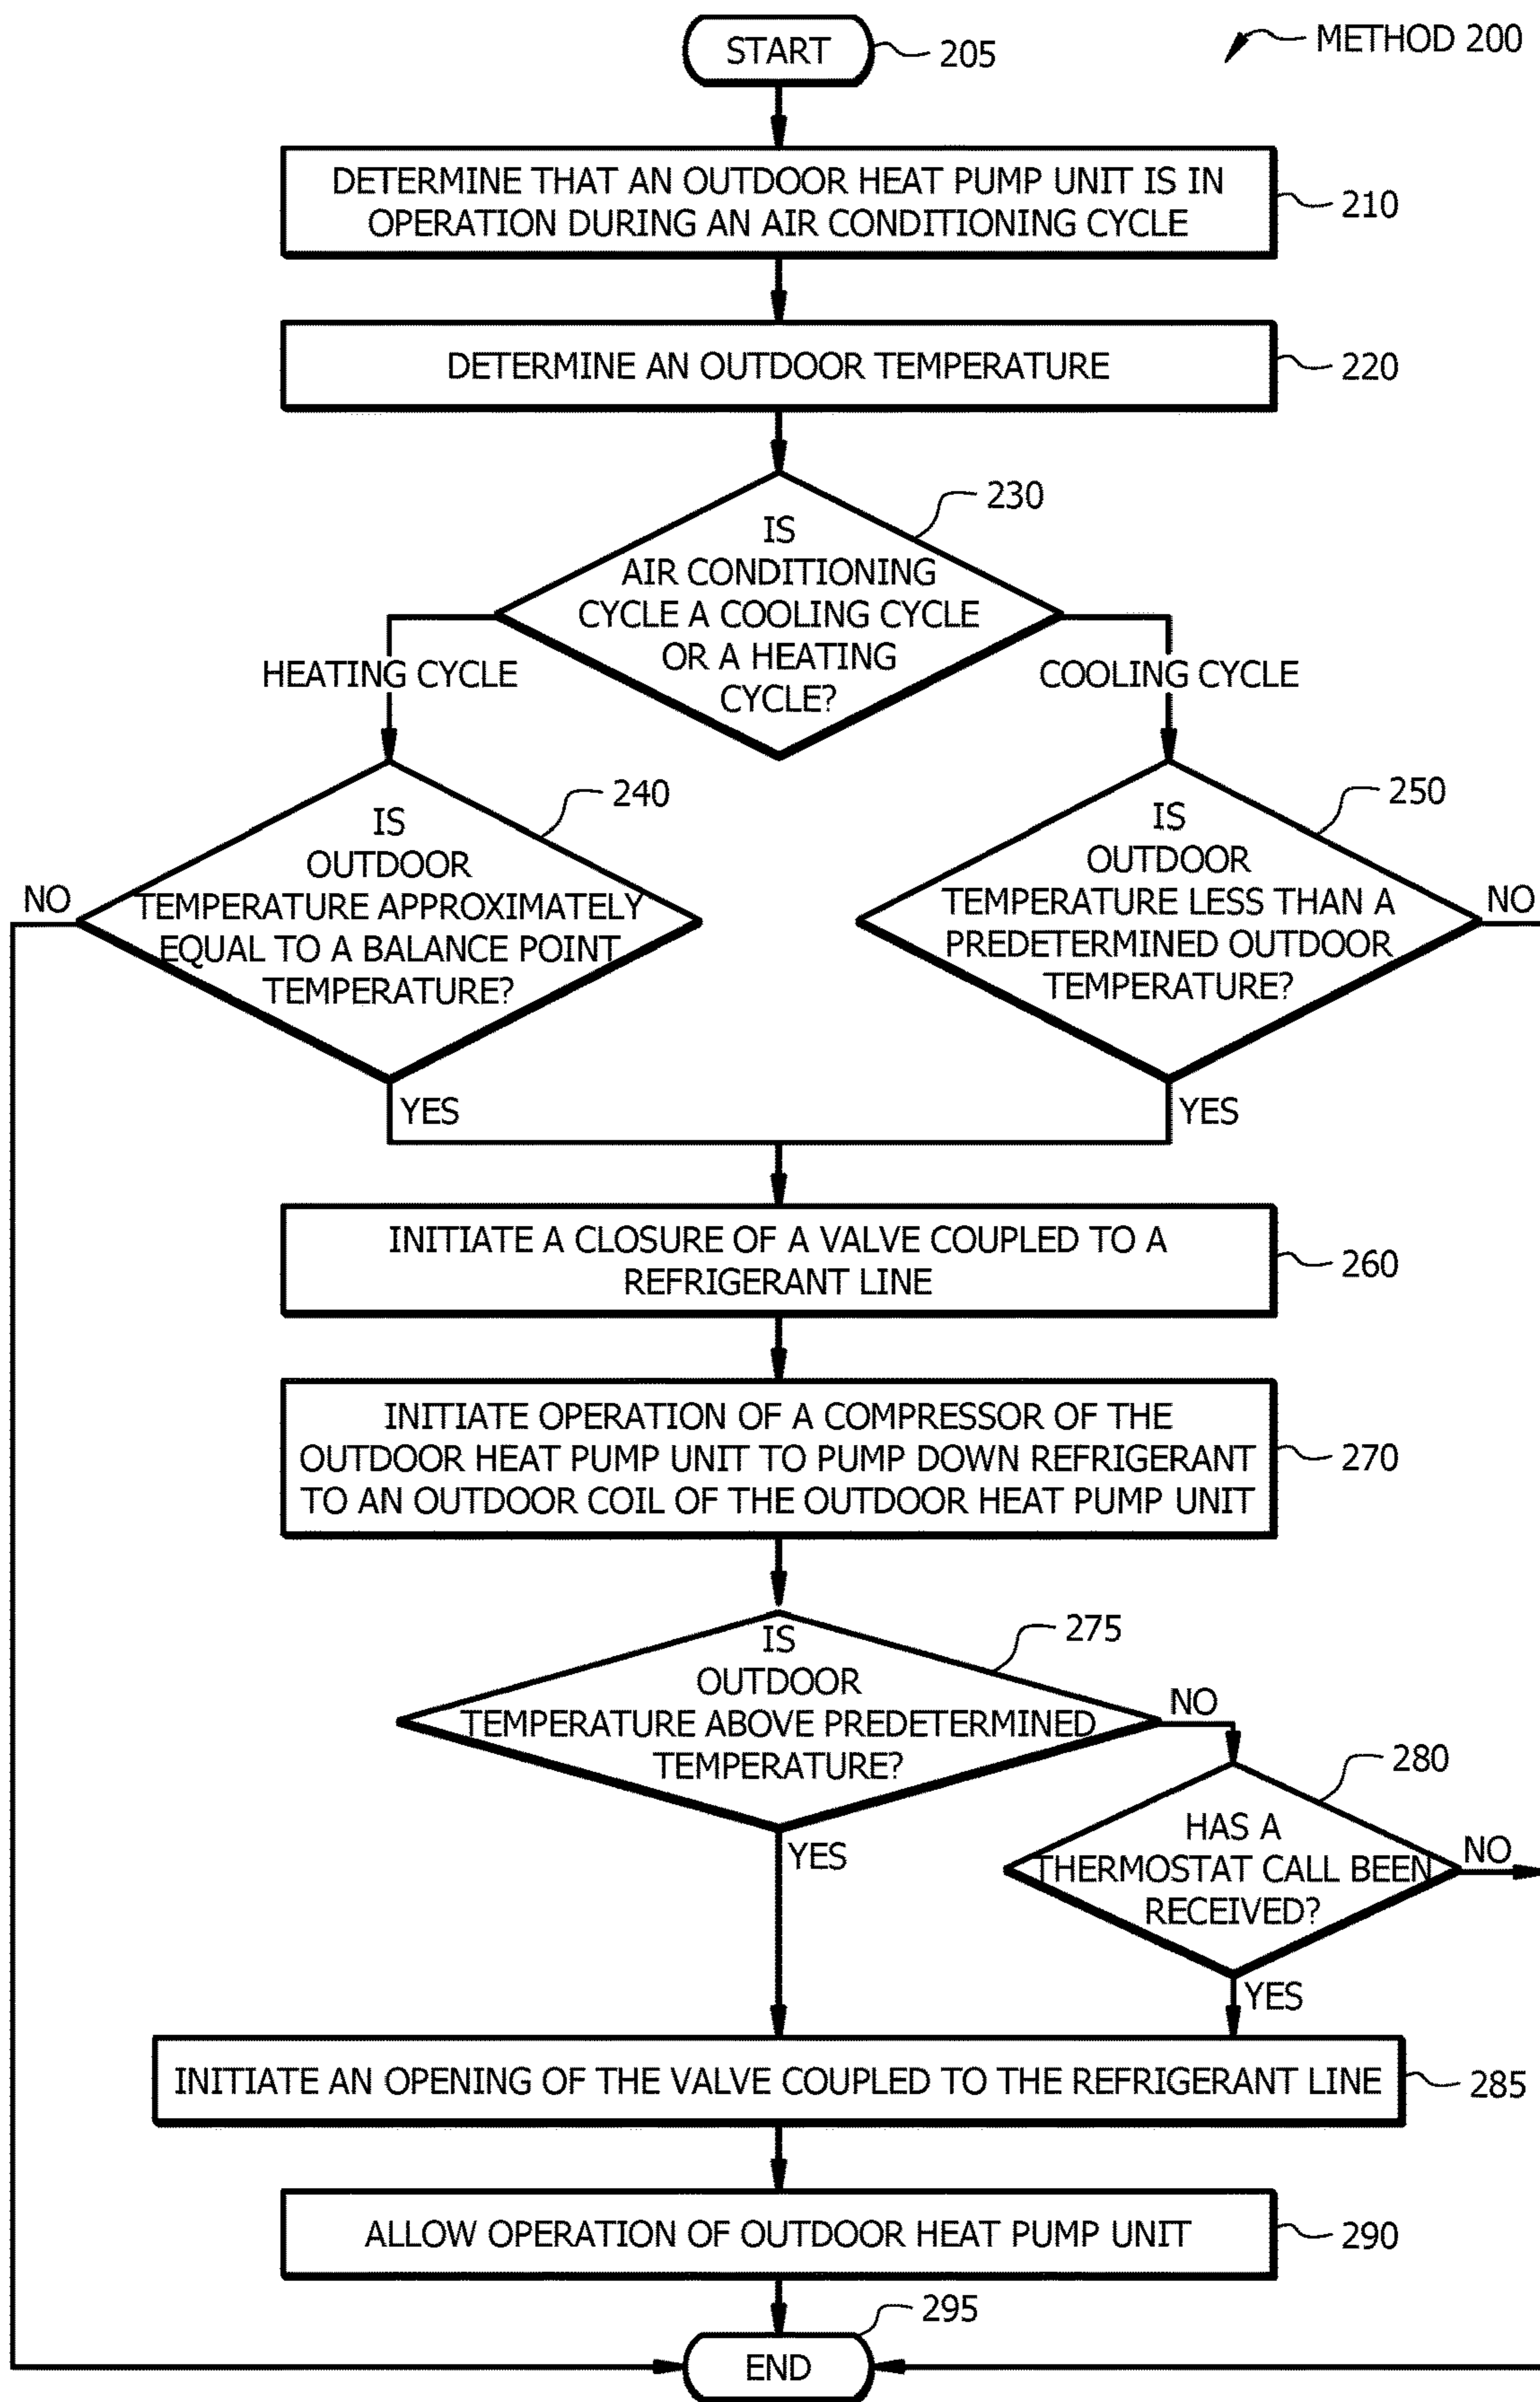 METHOD 200
START
205
DETERMINE THAT AN OUTDOOR HEAT PUMP UNIT IS IN
OPERATION DURING AN AIR CONDITIONING CYCLE
210
DETERMINE AN OUTDOOR TEMPERATURE
220
230
IS
AIR CONDITIONING
CYCLE A COOLING CYCLE
OR A HEATING
CYCLE?
HEATING CYCLE
COOLING CYCLE
240
IS
OUTDOOR
TEMPERATURE APPROXIMATELY
EQUAL TO A BALANCE POINT
TEMPERATURE?
NO
YES
250
IS
OUTDOOR
TEMPERATURE LESS THAN A
PREDETERMINED OUTDOOR
TEMPERATURE?
NO
YES
INITIATE A CLOSURE OF A VALVE COUPLED TO A
REFRIGERANT LINE
260
INITIATE OPERATION OF A COMPRESSOR OF THE
OUTDOOR HEAT PUMP UNIT TO PUMP DOWN REFRIGERANT
TO AN OUTDOOR COIL OF THE OUTDOOR HEAT PUMP UNIT
270
275
IS
OUTDOOR
TEMPERATURE ABOVE PREDETERMINED
TEMPERATURE?
NO
YES
280
HAS A
THERMOSTAT CALL BEEN
RECEIVED?
NO
YES
INITIATE AN OPENING OF THE VALVE COUPLED TO THE REFRIGERANT LINE
285
ALLOW OPERATION OF OUTDOOR HEAT PUMP UNIT
290
295
END